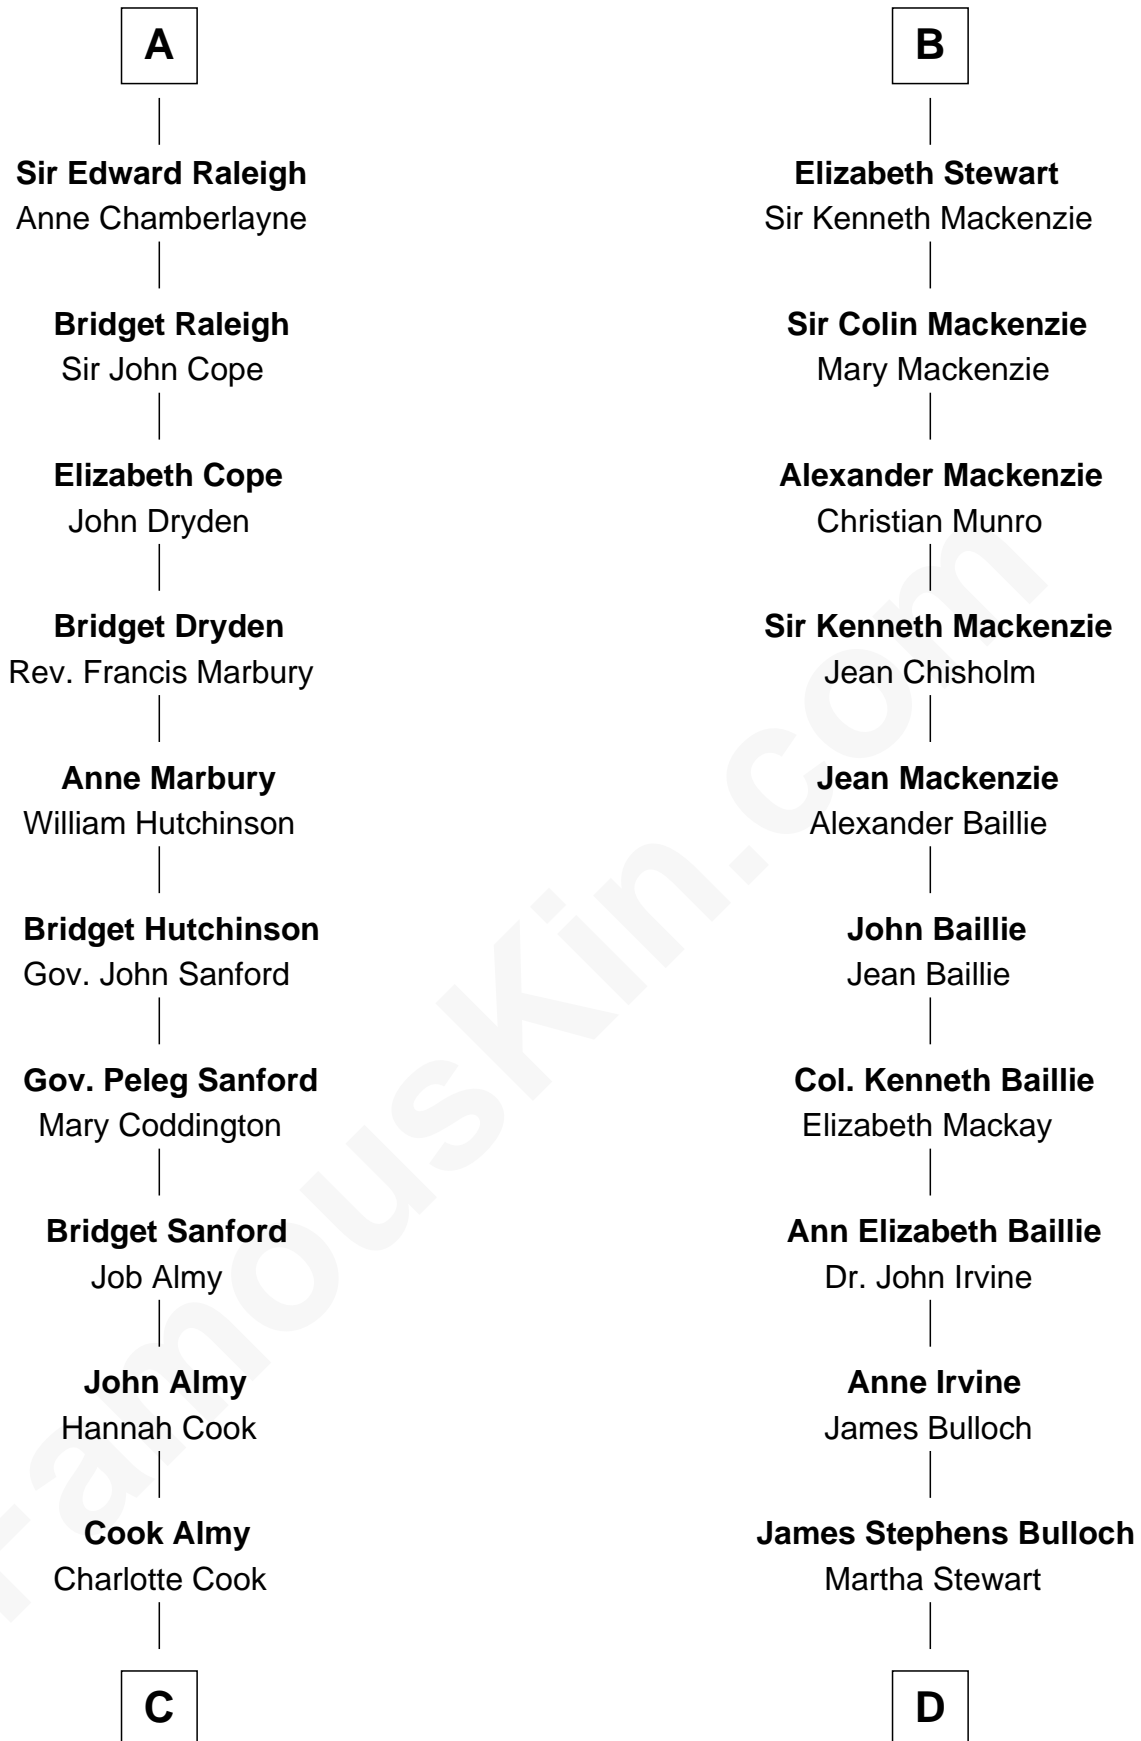 A
Sir Edward Raleigh
Anne Chamberlayne
Bridget Raleigh
Sir John Cope
Elizabeth Cope
John Dryden
Bridget Dryden
Rev. Francis Marbury
Anne Marbury
William Hutchinson
Bridget Hutchinson
Gov. John Sanford
Gov. Peleg Sanford
Mary Coddington
Bridget Sanford
Job Almy
John Almy
Hannah Cook
Cook Almy
Charlotte Cook
C
B
Elizabeth Stewart
Sir Kenneth Mackenzie
Sir Colin Mackenzie
Mary Mackenzie
Alexander Mackenzie
Christian Munro
Sir Kenneth Mackenzie
Jean Chisholm
Jean Mackenzie
Alexander Baillie
John Baillie
Jean Baillie
Col. Kenneth Baillie
Elizabeth Mackay
Ann Elizabeth Baillie
Dr. John Irvine
Anne Irvine
James Bulloch
James Stephens Bulloch
Martha Stewart
D
FamousKin.com